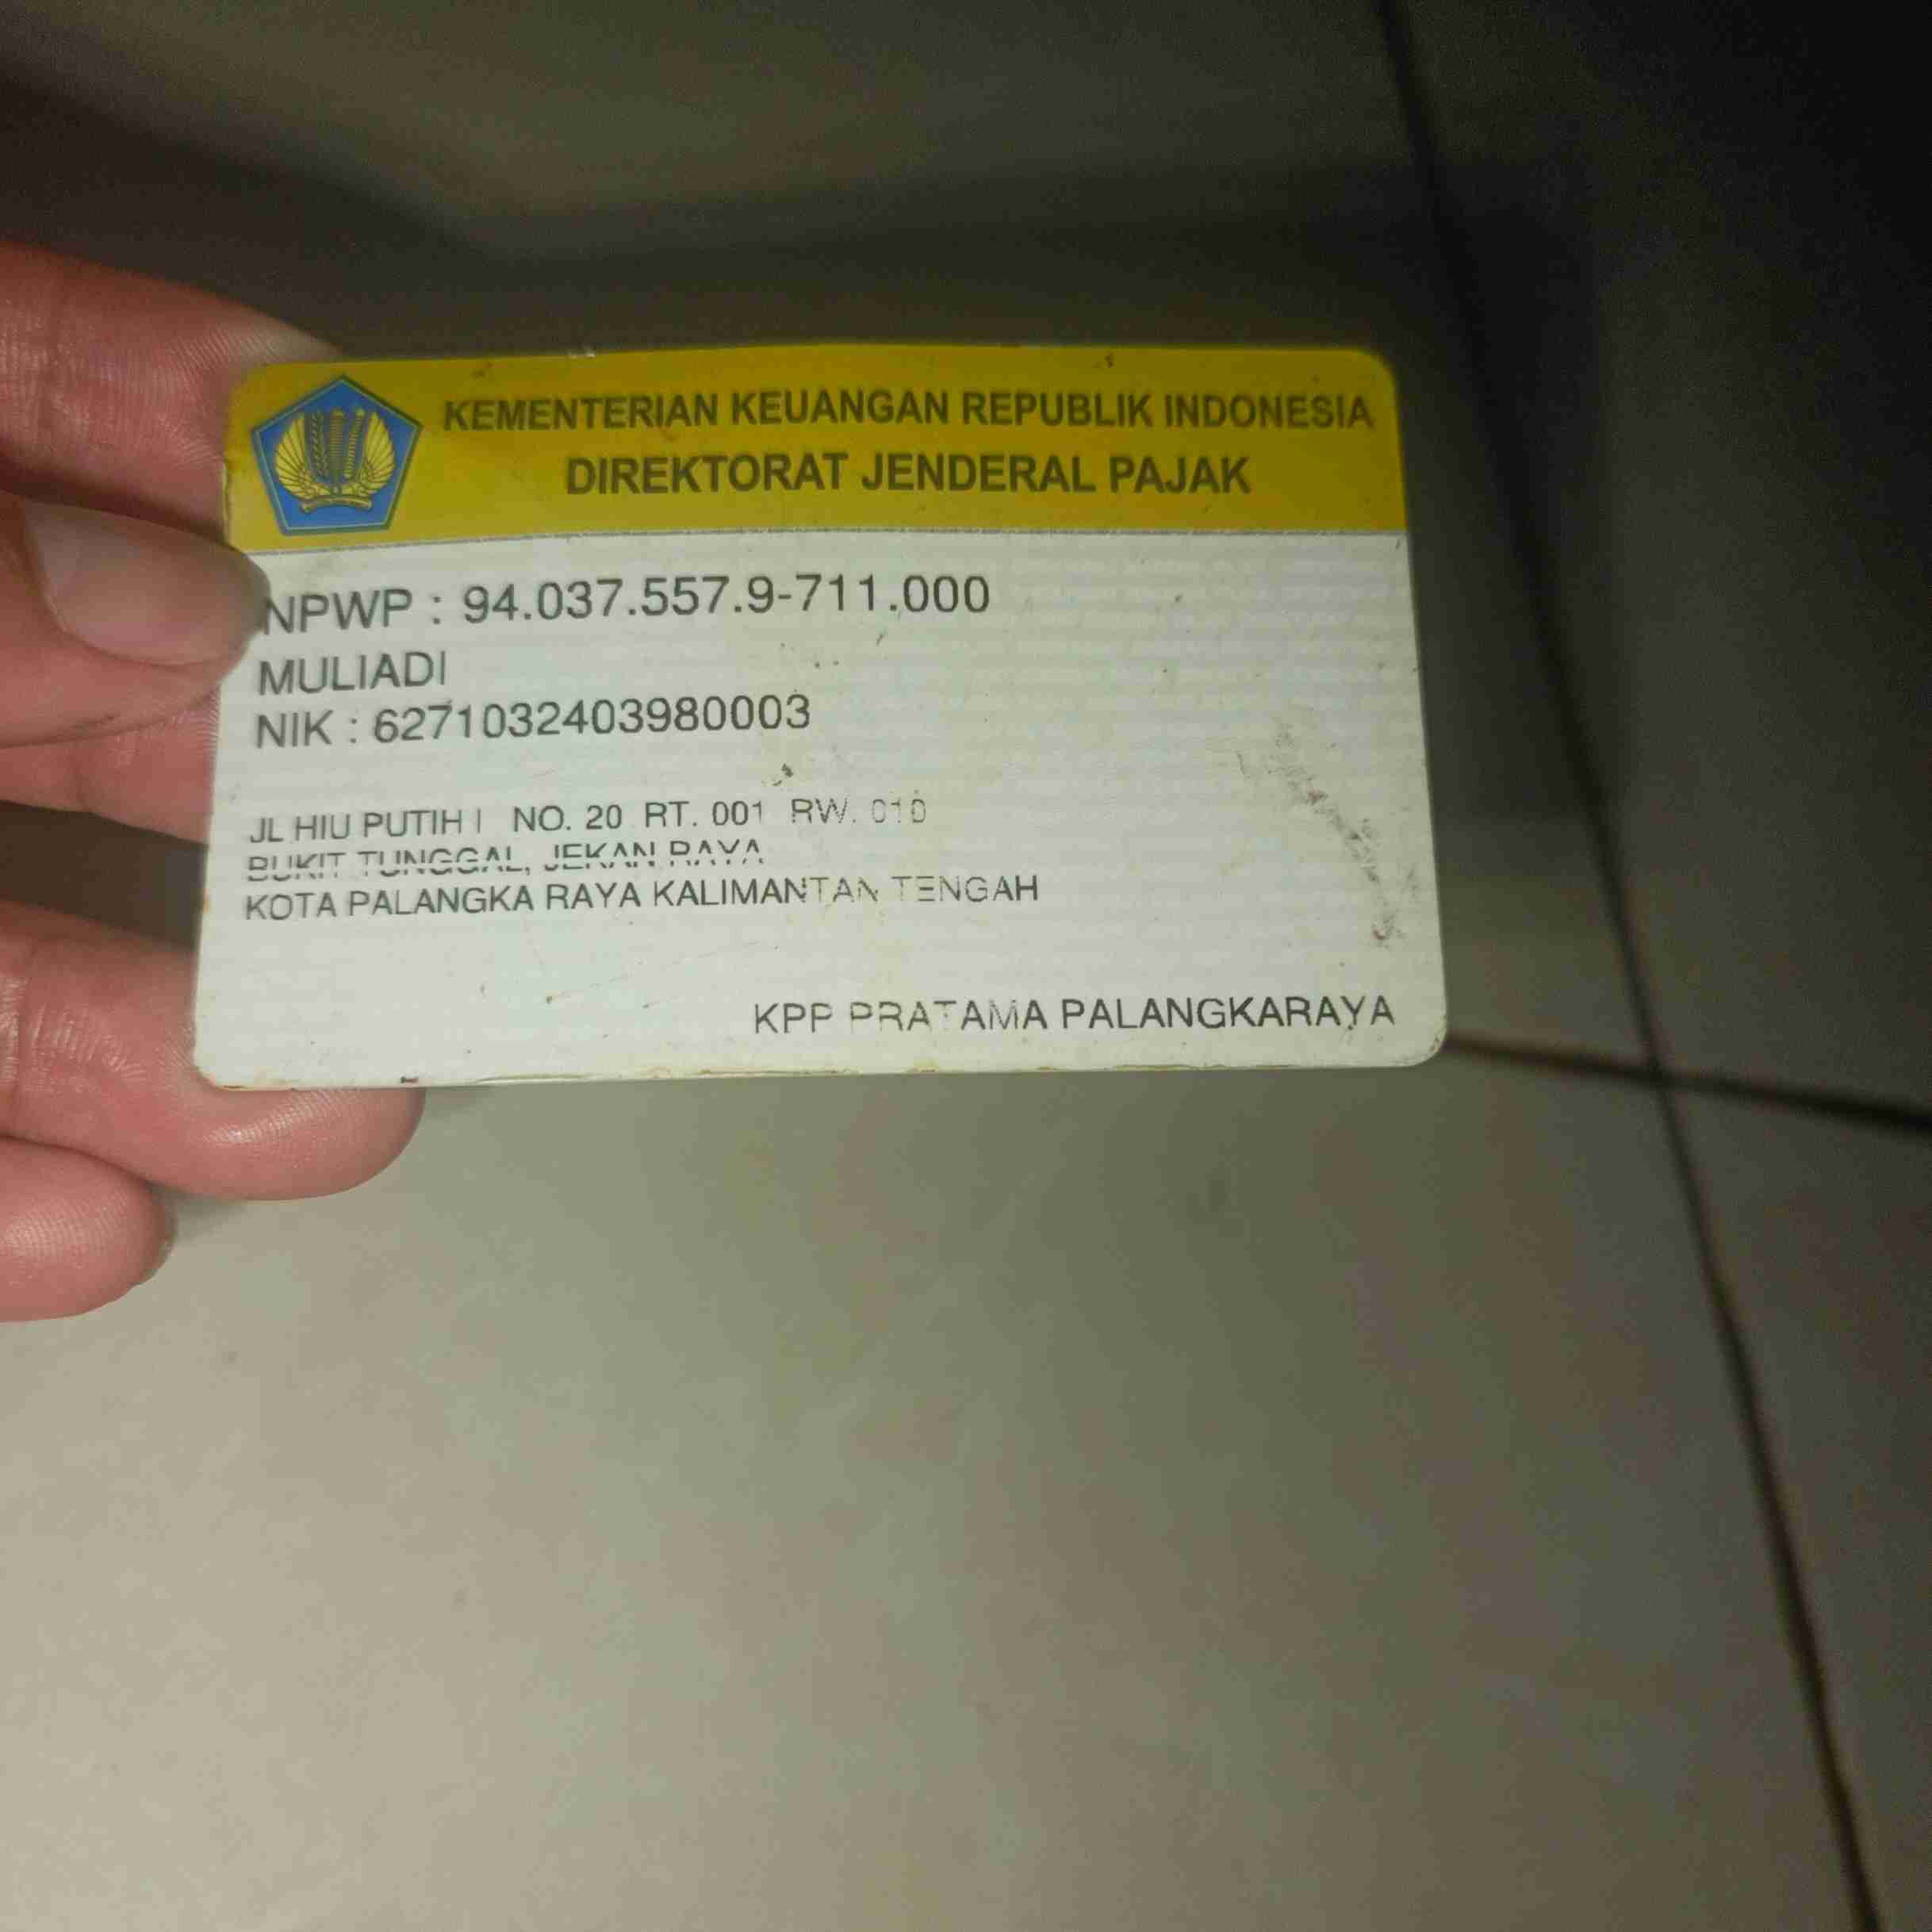 KEMENTERIAN KEUANGAN REPUBLIK INDONESIA
DIREKTORAT JENDERAL PAJAK
NPWP : 94.037.557.9-711.000
MULIADI
NIK : 6271032403980003
JL HIU PUTIH I NO. 20 RT. 001 RW. 010
BUKIT TUNGGAL, JEKAN RAYA
KOTA PALANGKA RAYA KALIMANTAN TENGAH
KPP PRATAMA PALANGKARAYA